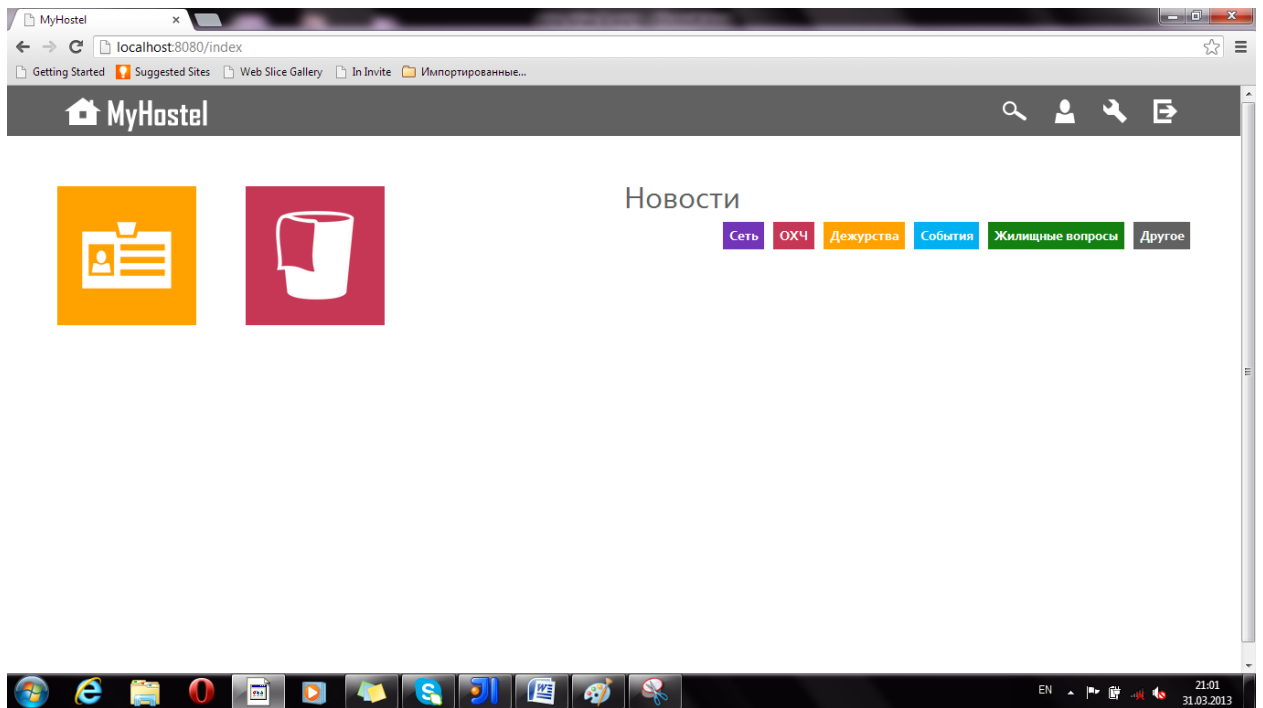 MyHostel
localhost:8080/index
Getting Started Suggested Sites Web Slice Gallery In Invite Импортированные...
MyHostel
Новости
Сеть ОХЧ Дежурства События Жилищные вопросы Другое
EN 21:01
31.03.2013